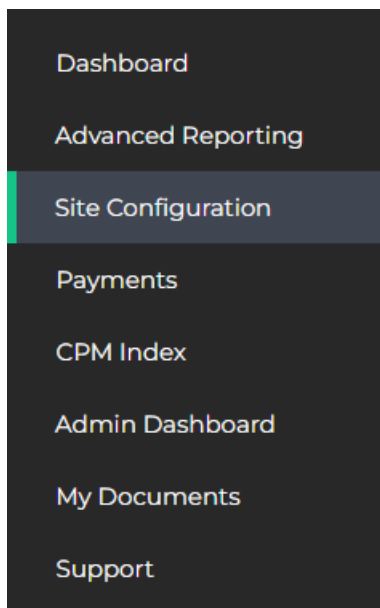 Dashboard
Advanced Reporting
Site Configuration
Payments
CPM Index
Admin Dashboard
My Documents
Support